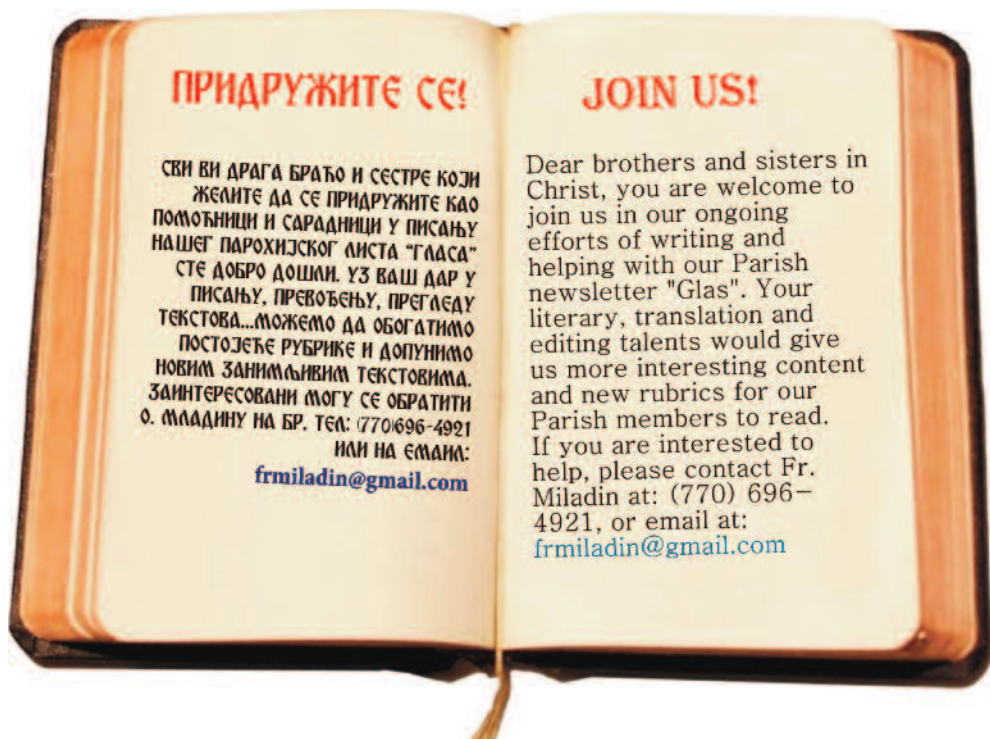 ПРИДРУЖИТЕ СЕ!
СВИ ВИ ДРАГА БРАЋО И СЕСТРЕ КОЈИ
ЖЕЛИТЕ ДА СЕ ПРИДРУЖИТЕ КАО
ПОМОЋНИЦИ И САРАДНИЦИ У ПИСАЊУ
НАШЕГ ПАРОХИЈСКОГ ЛИСТА "ГЛАСА"
СТЕ ДОБРО ДОШЛИ. УЗ ВАШ ДАР У
ПИСАЊУ, ПРЕВОЂЕЊУ, ПРЕГЛЕДУ
ТЕКСТОВА...МОЖЕМО ДА ОБОГАТИМО
ПОСТОЈЕЋЕ РУБРИКЕ И ДОПУНИМО
НОВИМ ЗАНИМЉИВИМ ТЕКСТОВИМА.
ЗАИНТЕРЕСОВАНИ МОГУ СЕ ОБРАТИТИ
О. МЛАДИНУ НА БР. ТЕЛ: (770)696-4921
ИЛИ НА ЕМАИЛ:
frmiladin@gmail.com
JOIN US!
Dear brothers and sisters in
Christ, you are welcome to
join us in our ongoing
efforts of writing and
helping with our Parish
newsletter "Glas". Your
literary, translation and
editing talents would give
us more interesting content
and new rubrics for our
Parish members to read.
If you are interested to
help, please contact Fr.
Miladin at: (770) 696-
4921, or email at:
frmiladin@gmail.com